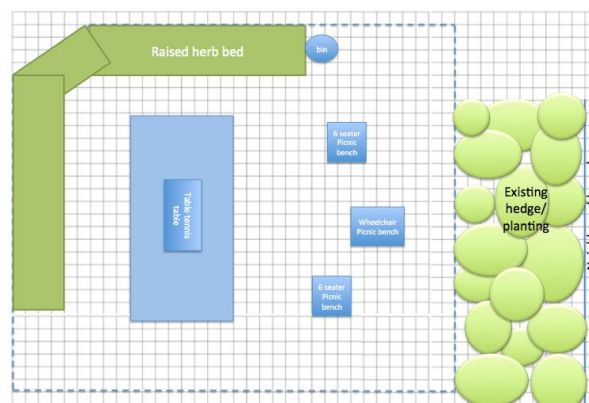 Raised herb bed
bin
6 seater
Picnic
bench
Table tennis
table
Wheelchair
Picnic bench
6 seater
Picnic
bench
Existing
hedge/
planting